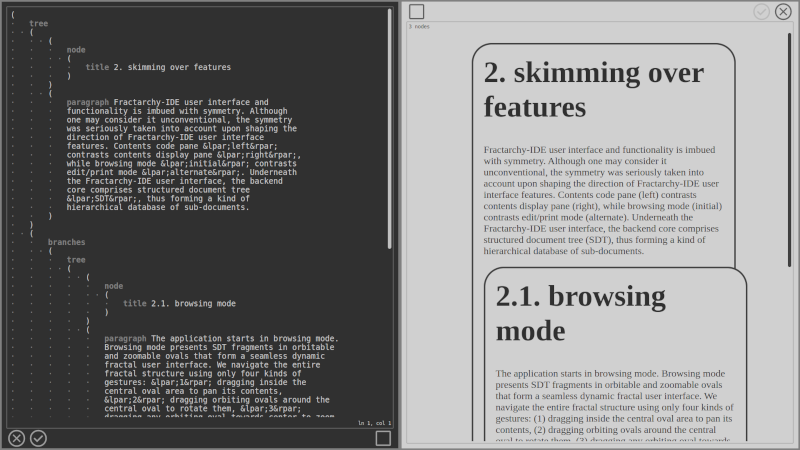 (
tree
(
(
node
(
title 2. skimming over features
)
)
(
paragraph Fractarchy-IDE user interface and
functionality is imbued with symmetry. Although
one may consider it unconventional, the symmetry
was seriously taken into account upon shaping the
direction of Fractarchy-IDE user interface
features. Contents code pane &lpar;left&rpar;
contrasts contents display pane &lpar;right&rpar;,
while browsing mode &lpar;initial&rpar; contrasts
edit/print mode &lpar;alternate&rpar;. Underneath
the Fractarchy-IDE user interface, the backend
core comprises structured document tree
&lpar;SDT&rpar;, thus forming a kind of
hierarchical database of sub-documents.
)
)
(
branches
(
tree
(
(
node
(
title 2.1. browsing mode
)
)
(
paragraph The application starts in browsing mode.
Browsing mode presents SDT fragments in orbitable
and zoomable ovals that form a seamless dynamic
fractal user interface. We navigate the entire
fractal structure using only four kinds of
gestures: &lpar;1&rpar; dragging inside the
central oval area to pan its contents,
&lpar;2&rpar; dragging orbiting ovals around the
central oval to rotate them, &lpar;3&rpar;
dragging any orbiting oval towards center to zoom
ln 1, col 1
3 nodes
2. skimming over
features
Fractarchy-IDE user interface and functionality is imbued
with symmetry. Although one may consider it
unconventional, the symmetry was seriously taken into
account upon shaping the direction of Fractarchy-IDE user
interface features. Contents code pane (left) contrasts
contents display pane (right), while browsing mode (initial)
contrasts edit/print mode (alternate). Underneath the
Fractarchy-IDE user interface, the backend core comprises
structured document tree (SDT), thus forming a kind of
hierarchical database of sub-documents.
2.1. browsing
mode
The application starts in browsing mode. Browsing mode
presents SDT fragments in orbitable and zoomable ovals
that form a seamless dynamic fractal user interface. We
navigate the entire fractal structure using only four kinds of
gestures: (1) dragging inside the central oval area to pan its
contents, (2) dragging orbiting ovals around the central
oval to rotate them, (3) dragging any orbiting oval towards